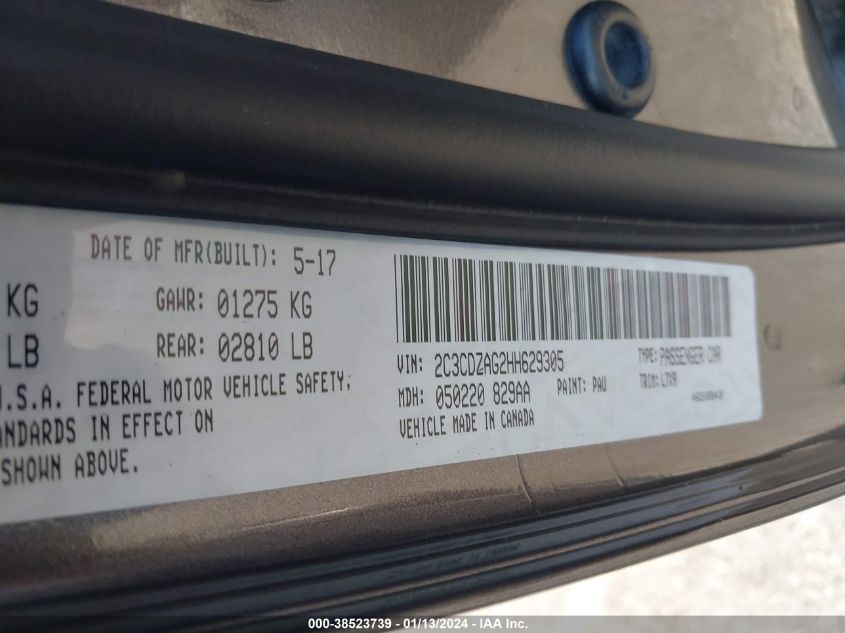 DATE OF MFR(BUILT): 5-17
KG GAWR: 01275 KG
LB REAR: 02810 LB
U.S.A. FEDERAL MOTOR VEHICLE SAFETY,
ANDARDS IN EFFECT ON
SHOWN ABOVE.
VIN: 2C3CDZAG2HH629305 TYPE: PASSENGER CAR
MDH: 050220 829AA PAINT: PAU TRIM: L7X9
VEHICLE MADE IN CANADA
000-38523739 - 01/13/2024 - IAA Inc.